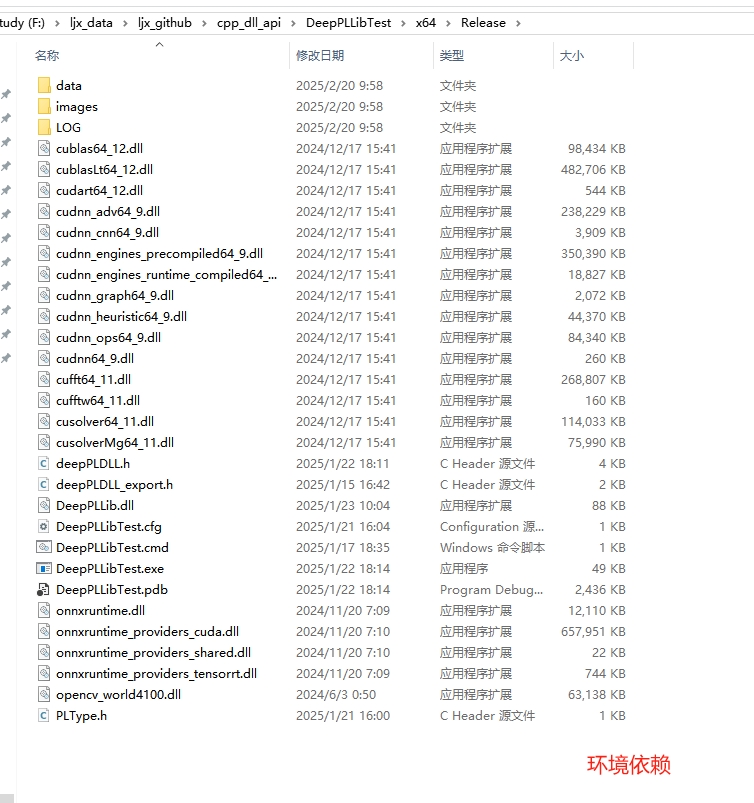 tudy (F:) > ljx_data > ljx_github > cpp_dll_api > DeepPLLibTest > x64 > Release >
名称 修改日期 类型 大小
data 2025/2/20 9:58 文件夹
images 2025/2/20 9:58 文件夹
LOG 2025/2/20 9:58 文件夹
cublas64_12.dll 2024/12/17 15:41 应用程序扩展 98,434 KB
cublasLt64_12.dll 2024/12/17 15:41 应用程序扩展 482,706 KB
cudart64_12.dll 2024/12/17 15:41 应用程序扩展 544 KB
cudnn_adv64_9.dll 2024/12/17 15:41 应用程序扩展 238,229 KB
cudnn_cnn64_9.dll 2024/12/17 15:41 应用程序扩展 3,909 KB
cudnn_engines_precompiled64_9.dll 2024/12/17 15:41 应用程序扩展 350,390 KB
cudnn_engines_runtime_compiled64_... 2024/12/17 15:41 应用程序扩展 18,827 KB
cudnn_graph64_9.dll 2024/12/17 15:41 应用程序扩展 2,072 KB
cudnn_heuristic64_9.dll 2024/12/17 15:41 应用程序扩展 44,370 KB
cudnn_ops64_9.dll 2024/12/17 15:41 应用程序扩展 84,340 KB
cudnn64_9.dll 2024/12/17 15:41 应用程序扩展 260 KB
cufft64_11.dll 2024/12/17 15:41 应用程序扩展 268,807 KB
cufftw64_11.dll 2024/12/17 15:41 应用程序扩展 160 KB
cusolver64_11.dll 2024/12/17 15:41 应用程序扩展 114,033 KB
cusolverMg64_11.dll 2024/12/17 15:41 应用程序扩展 75,990 KB
deepPLDLL.h 2025/1/22 18:11 C Header 源文件 4 KB
deepPLDLL_export.h 2025/1/15 16:42 C Header 源文件 2 KB
DeepPLLib.dll 2025/1/23 10:04 应用程序扩展 88 KB
DeepPLLibTest.cfg 2025/1/21 16:04 Configuration 源... 1 KB
DeepPLLibTest.cmd 2025/1/17 18:35 Windows 命令脚本 1 KB
DeepPLLibTest.exe 2025/1/22 18:14 应用程序 49 KB
DeepPLLibTest.pdb 2025/1/22 18:14 Program Debug... 2,436 KB
onnxruntime.dll 2024/11/20 7:09 应用程序扩展 12,110 KB
onnxruntime_providers_cuda.dll 2024/11/20 7:10 应用程序扩展 657,951 KB
onnxruntime_providers_shared.dll 2024/11/20 7:10 应用程序扩展 22 KB
onnxruntime_providers_tensorrt.dll 2024/11/20 7:09 应用程序扩展 744 KB
opencv_world4100.dll 2024/6/3 0:50 应用程序扩展 63,138 KB
PLType.h 2025/1/21 16:00 C Header 源文件 1 KB
环境依赖